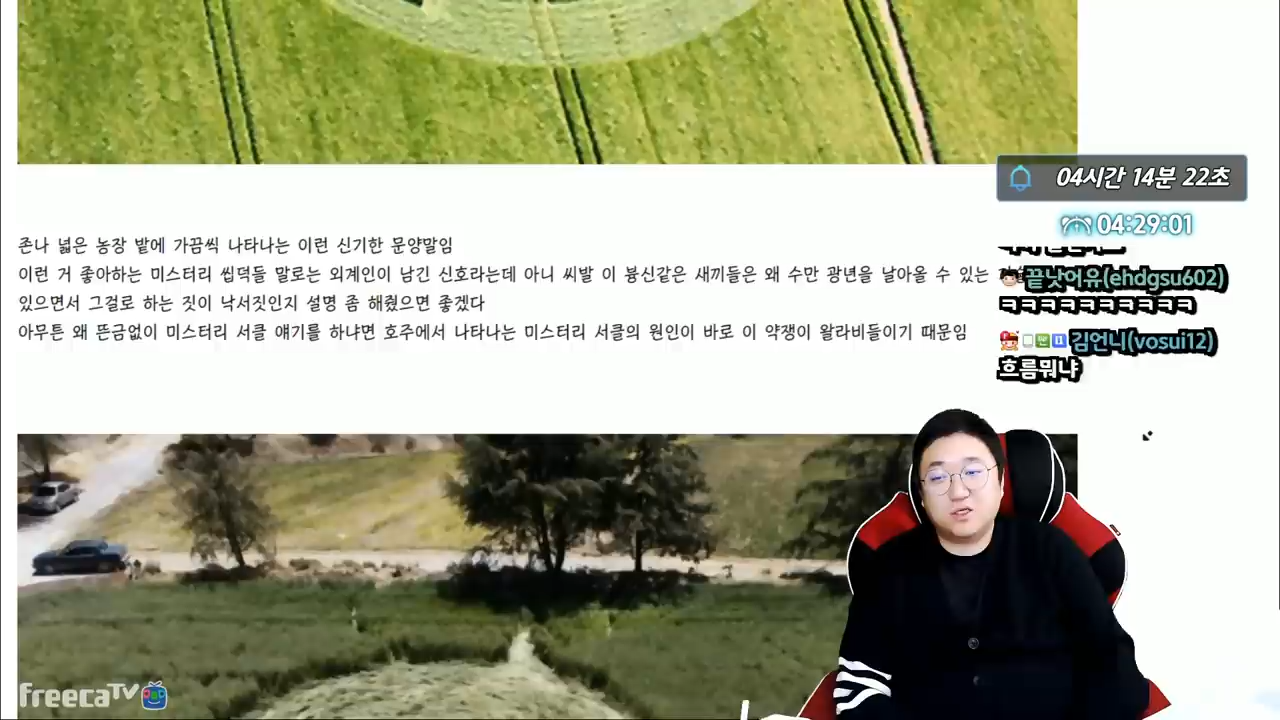 04시간 14분 22초
04:29:01
존나 넓은 농장 밭에 가끔씩 나타나는 이런 신기한 문양말임
이런 거 좋아하는 미스터리 씹덕들 말로는 외계인이 남긴 신호라는데 아니 씨발 이 붕신같은 새끼들은 왜 수만 광년을 날아올 수 있는
있으면서 그걸로 하는 짓이 낙서짓인지 설명 좀 해줬으면 좋겠다
아무튼 왜 뜬금없이 미스터리 서클 얘기를 하냐면 호주에서 나타나는 미스터리 서클의 원인이 바로 이 약쟁이 왈라비들이기 때문임
끝낫어유(ehdgsu602)
ㅋㅋㅋㅋㅋㅋㅋㅋㅋㅋ
김언니(vosui12)
흐름뭐냐
freecaTV